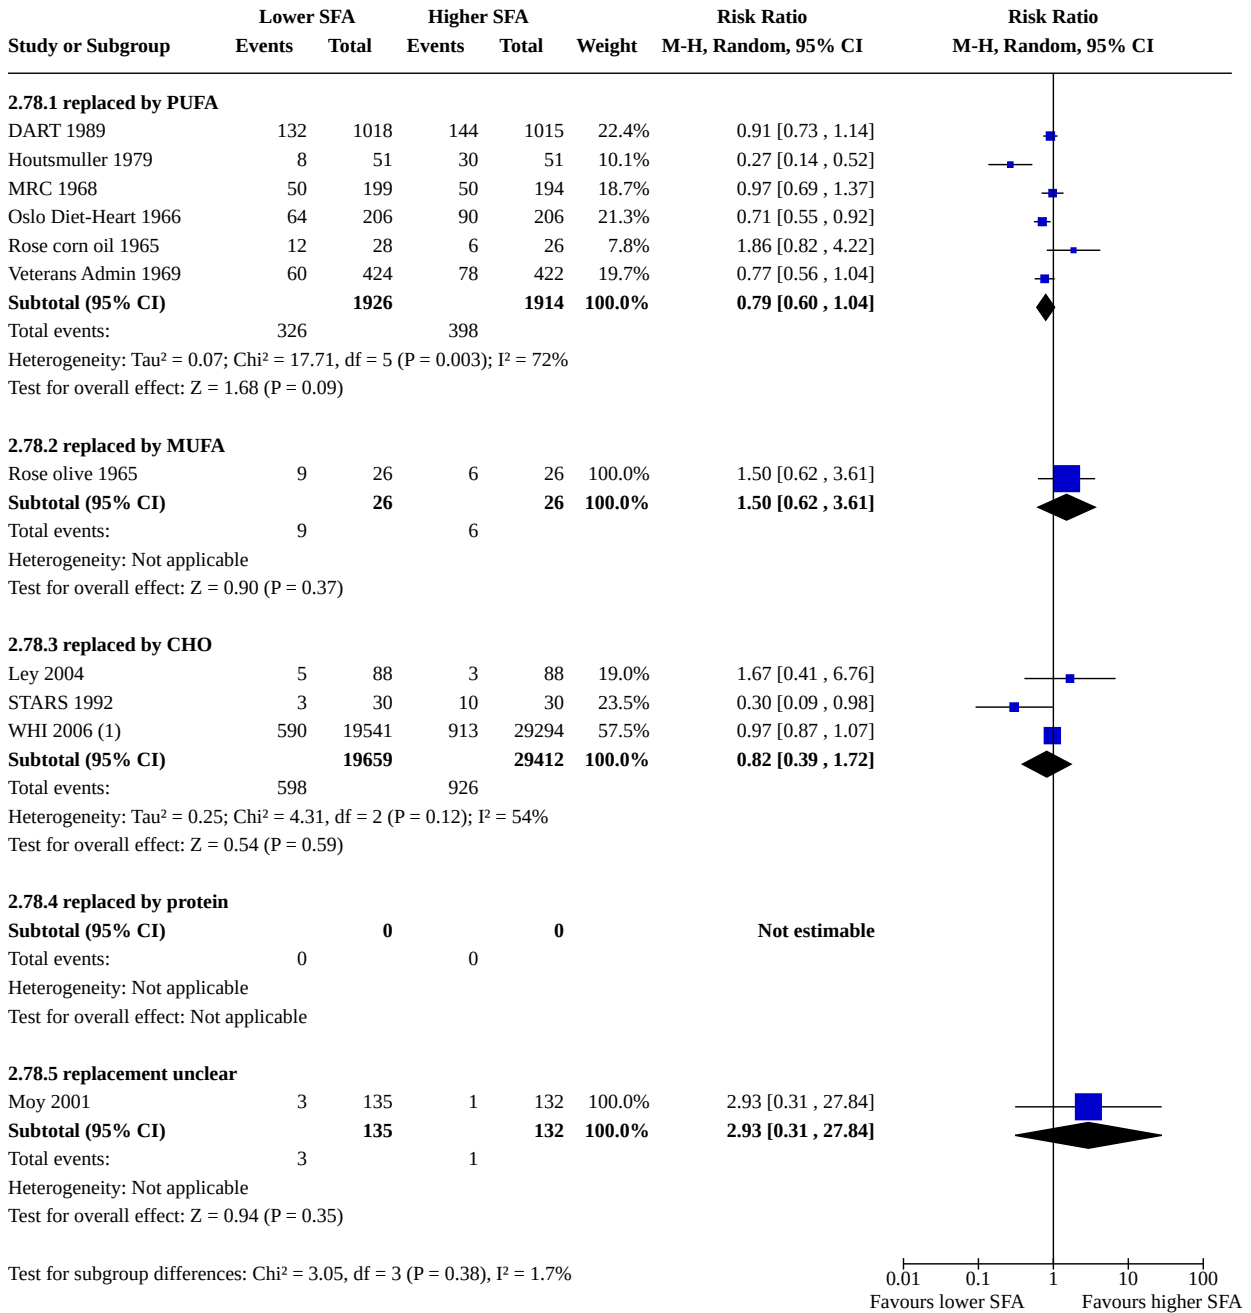 Lower SFA Higher SFA Risk Ratio Risk Ratio
Study or Subgroup Events Total Events Total Weight M-H, Random, 95% CI M-H, Random, 95% CI
2.78.1 replaced by PUFA
DART 1989 132 1018 144 1015 22.4% 0.91 [0.73 , 1.14]
Houtsmuller 1979 8 51 30 51 10.1% 0.27 [0.14 , 0.52]
MRC 1968 50 199 50 194 18.7% 0.97 [0.69 , 1.37]
Oslo Diet-Heart 1966 64 206 90 206 21.3% 0.71 [0.55 , 0.92]
Rose corn oil 1965 12 28 6 26 7.8% 1.86 [0.82 , 4.22]
Veterans Admin 1969 60 424 78 422 19.7% 0.77 [0.56 , 1.04]
Subtotal (95% CI) 1926 1914 100.0% 0.79 [0.60 , 1.04]
Total events: 326 398
Heterogeneity: Tau² = 0.07; Chi² = 17.71, df = 5 (P = 0.003); I² = 72%
Test for overall effect: Z = 1.68 (P = 0.09)
2.78.2 replaced by MUFA
Rose olive 1965 9 26 6 26 100.0% 1.50 [0.62 , 3.61]
Subtotal (95% CI) 26 26 100.0% 1.50 [0.62 , 3.61]
Total events: 9 6
Heterogeneity: Not applicable
Test for overall effect: Z = 0.90 (P = 0.37)
2.78.3 replaced by CHO
Ley 2004 5 88 3 88 19.0% 1.67 [0.41 , 6.76]
STARS 1992 3 30 10 30 23.5% 0.30 [0.09 , 0.98]
WHI 2006 (1) 590 19541 913 29294 57.5% 0.97 [0.87 , 1.07]
Subtotal (95% CI) 19659 29412 100.0% 0.82 [0.39 , 1.72]
Total events: 598 926
Heterogeneity: Tau² = 0.25; Chi² = 4.31, df = 2 (P = 0.12); I² = 54%
Test for overall effect: Z = 0.54 (P = 0.59)
2.78.4 replaced by protein
Subtotal (95% CI) 0 0 Not estimable
Total events: 0 0
Heterogeneity: Not applicable
Test for overall effect: Not applicable
2.78.5 replacement unclear
Moy 2001 3 135 1 132 100.0% 2.93 [0.31 , 27.84]
Subtotal (95% CI) 135 132 100.0% 2.93 [0.31 , 27.84]
Total events: 3 1
Heterogeneity: Not applicable
Test for overall effect: Z = 0.94 (P = 0.35)
Test for subgroup differences: Chi² = 3.05, df = 3 (P = 0.38), I² = 1.7%
0.01 0.1 1 10 100
Favours lower SFA Favours higher SFA